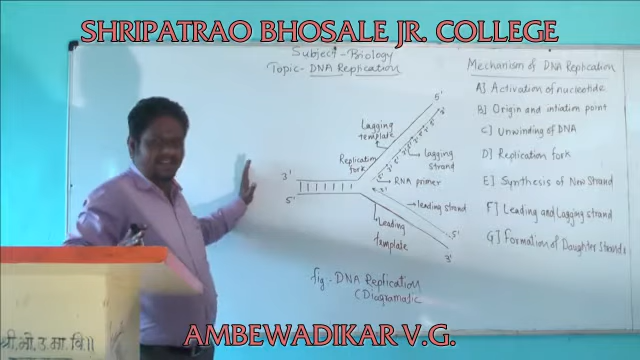 SHRIPATRAO BHOSALE JR. COLLEGE
Subject - Biology
Topic - DNA Replication
5'
3'
Lagging
template
Replication
fork
lagging
strand
3'
5'
RNA primer
3'
leading strand
Leading
template
5'
3'
fig:- DNA Replication
(Diagramatic
Mechanism of DNA Replication
A] Activation of nucleotide
B] Origin and intiation point
C] Unwinding of DNA
D] Replication fork
E] Synthesis of New Strand
F] Leading and Lagging strand
G] Formation of Daughter Strands
श्री.भो.उ.मा.वि.॥
AMBEWADIKAR V.G.